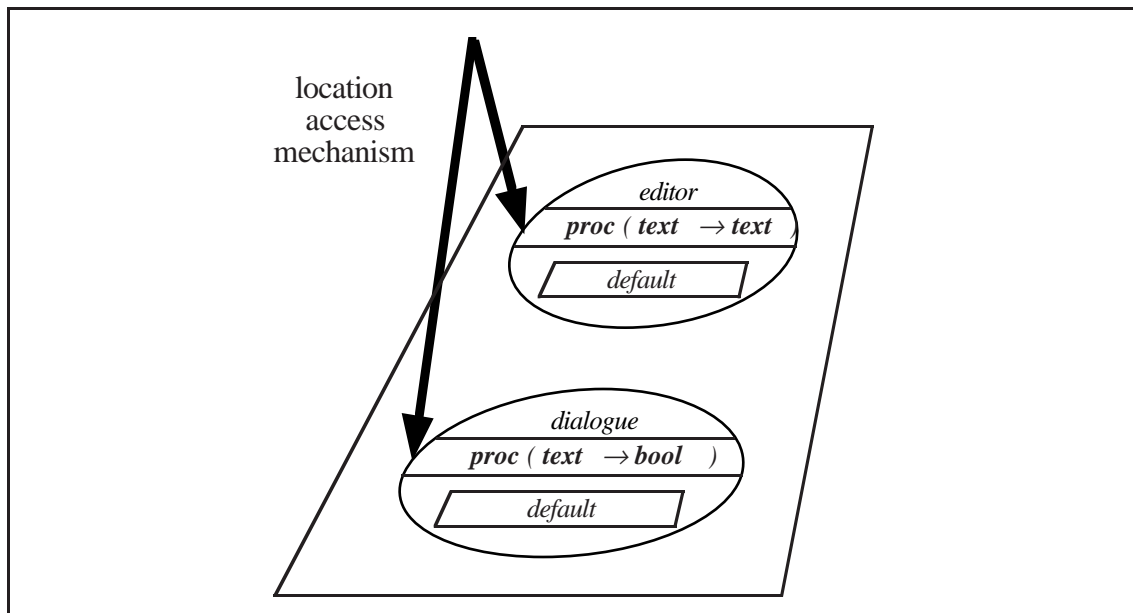 location
access
mechanism
editor
proc ( text → text )
default
dialogue
proc ( text → bool )
default